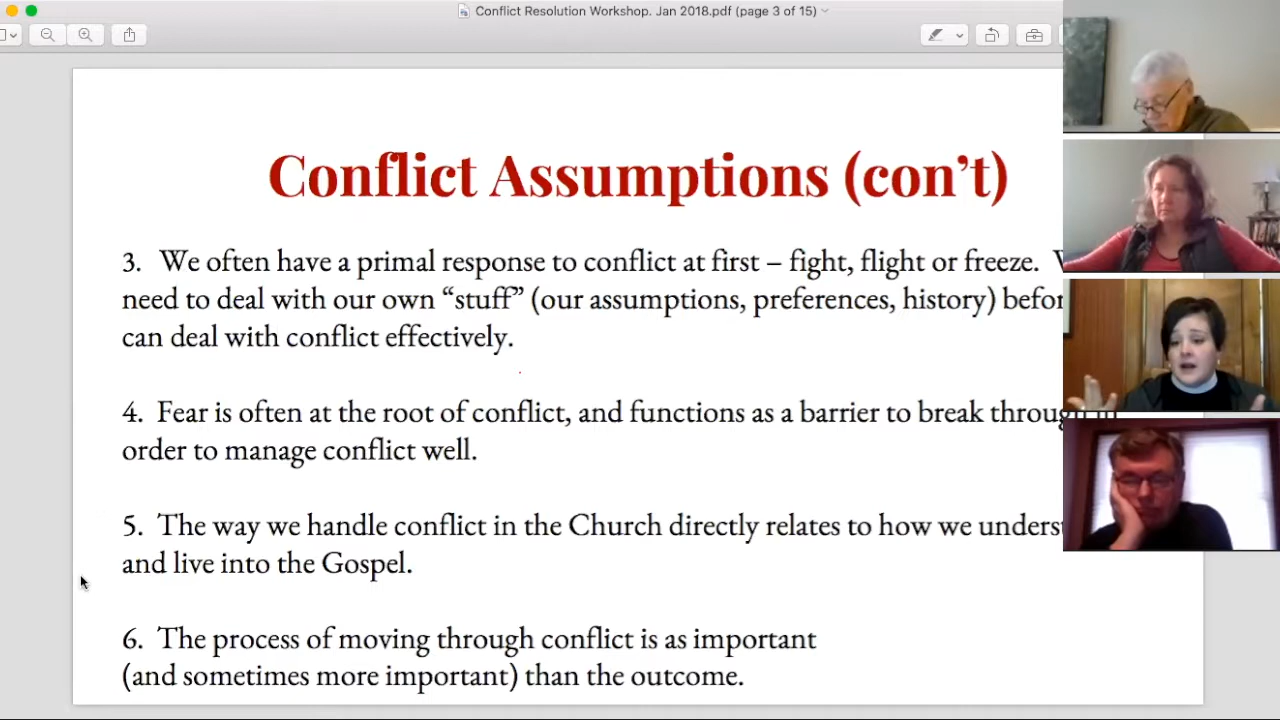 Conflict Resolution Workshop. Jan 2018.pdf (page 3 of 15)
Conflict Assumptions (con’t)
3. We often have a primal response to conflict at first – fight, flight or freeze.
need to deal with our own “stuff” (our assumptions, preferences, history)
can deal with conflict effectively.
4. Fear is often at the root of conflict, and functions as a barrier to break through in
order to manage conflict well.
5. The way we handle conflict in the Church directly relates to how we
and live into the Gospel.
6. The process of moving through conflict is as important
(and sometimes more important) than the outcome.